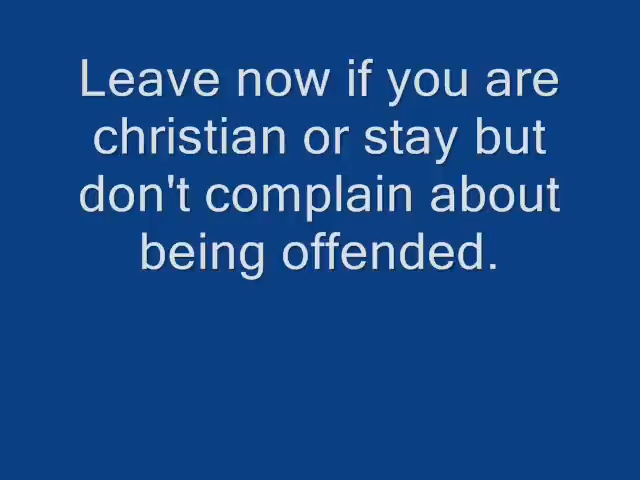 Leave now if you are
christian or stay but
don't complain about
being offended.